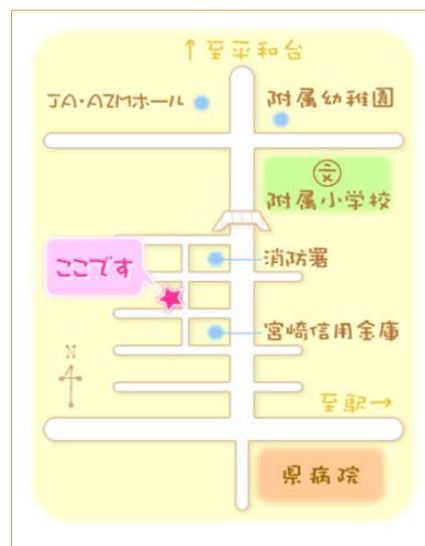 ↑至平和台
JA・AZMホール
附属幼稚園
文
附属小学校
ここです
消防署
宮崎信用金庫
N
至駅→
県病院